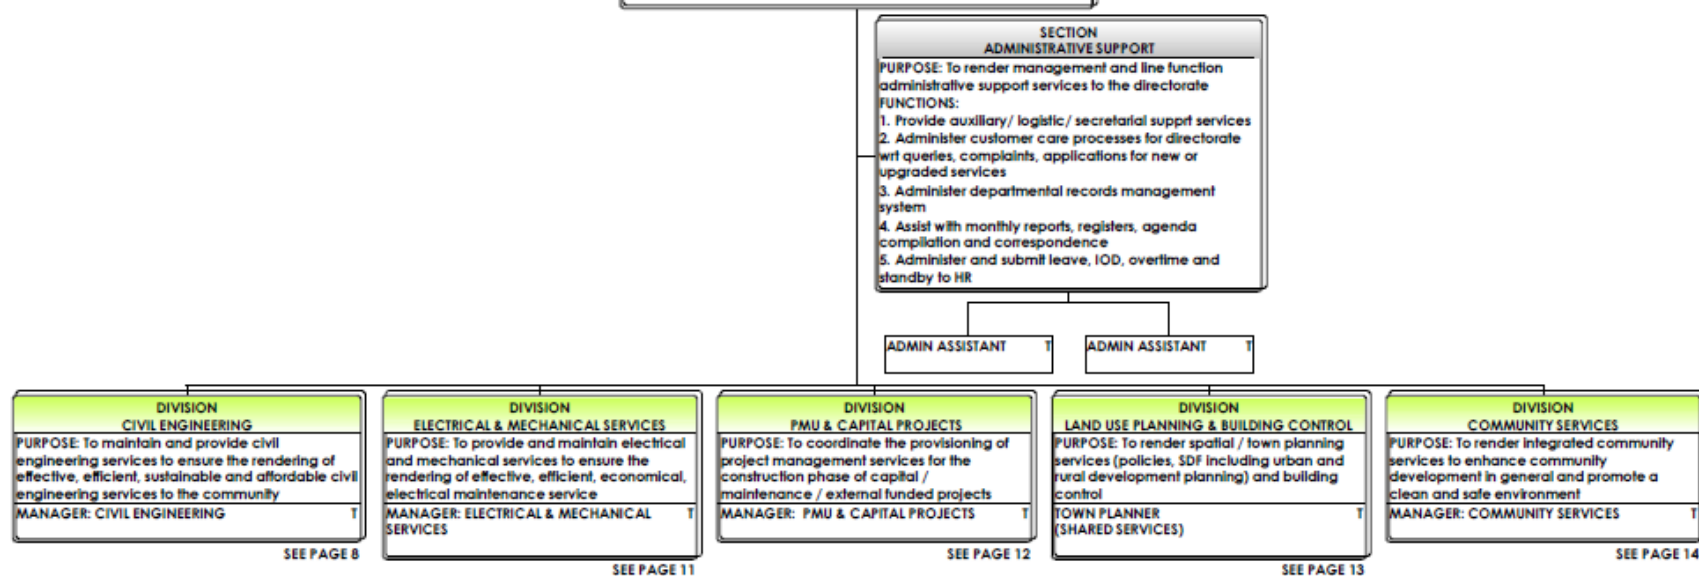 SECTION
ADMINISTRATIVE SUPPORT
PURPOSE: To render management and line function
administrative support services to the directorate
FUNCTIONS:
1. Provide auxiliary/ logistic/ secretarial supprt services
2. Administer customer care processes for directorate
wrt queries, complaints, applications for new or
upgraded services
3. Administer departmental records management
system
4. Assist with monthly reports, registers, agenda
compilation and correspondence
5. Administer and submit leave, IOD, overtime and
standby to HR
ADMIN ASSISTANT T
ADMIN ASSISTANT T
DIVISION
CIVIL ENGINEERING
PURPOSE: To maintain and provide civil
engineering services to ensure the rendering of
effective, efficient, sustainable and affordable civil
engineering services to the community
MANAGER: CIVIL ENGINEERING T
SEE PAGE 8
DIVISION
ELECTRICAL & MECHANICAL SERVICES
PURPOSE: To provide and maintain electrical
and mechanical services to ensure the
rendering of effective, efficient, economical,
electrical maintenance service
MANAGER: ELECTRICAL & MECHANICAL T
SERVICES
SEE PAGE 11
DIVISION
PMU & CAPITAL PROJECTS
PURPOSE: To coordinate the provisioning of
project management services for the
construction phase of capital /
maintenance / external funded projects
MANAGER: PMU & CAPITAL PROJECTS T
SEE PAGE 12
DIVISION
LAND USE PLANNING & BUILDING CONTROL
PURPOSE: To render spatial / town planning
services (policies, SDF including urban and
rural development planning) and building
control
TOWN PLANNER T
(SHARED SERVICES)
SEE PAGE 13
DIVISION
COMMUNITY SERVICES
PURPOSE: To render integrated community
services to enhance community
development in general and promote a
clean and safe environment
MANAGER: COMMUNITY SERVICES T
SEE PAGE 14